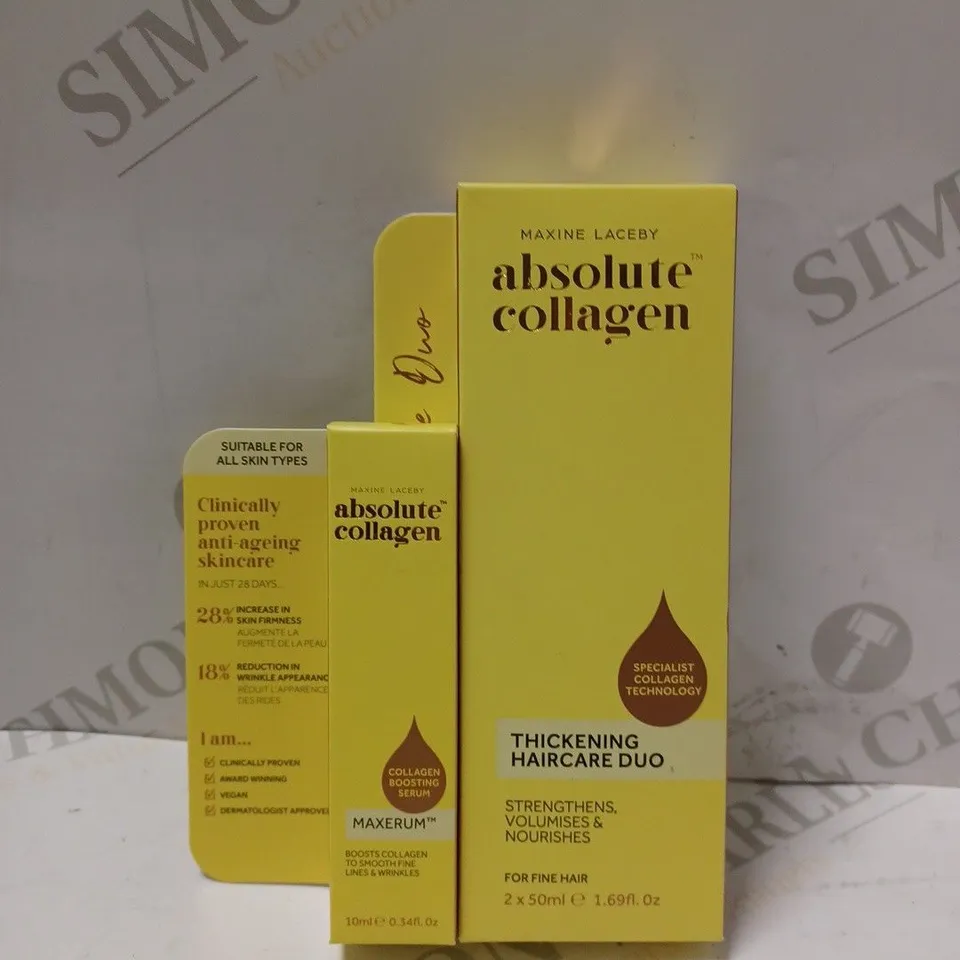 SUITABLE FOR
ALL SKIN TYPES
Clinically
proven
anti-ageing
skincare
IN JUST 28 DAYS...
28% INCREASE IN
SKIN FIRMNESS
AUGMENTE LA
FERMETÉ DE LA PEAU
18% REDUCTION IN
WRINKLE APPEARANC
RÉDUIT L'APPARENCE
DES RIDES
I am...
CLINICALLY PROVEN
AWARD WINNING
VEGAN
DERMATOLOGIST APPROVE
Duo
MAXINE LACEBY
absolute™
collagen
COLLAGEN
BOOSTING
SERUM
MAXERUM™
BOOSTS COLLAGEN
TO SMOOTH FINE
LINES & WRINKLES
10ml ℮ 0.34fl. Oz
MAXINE LACEBY
absolute™
collagen
SPECIALIST
COLLAGEN
TECHNOLOGY
THICKENING
HAIRCARE DUO
STRENGTHENS,
VOLUMISES &
NOURISHES
FOR FINE HAIR
2 x 50ml ℮ 1.69fl. Oz